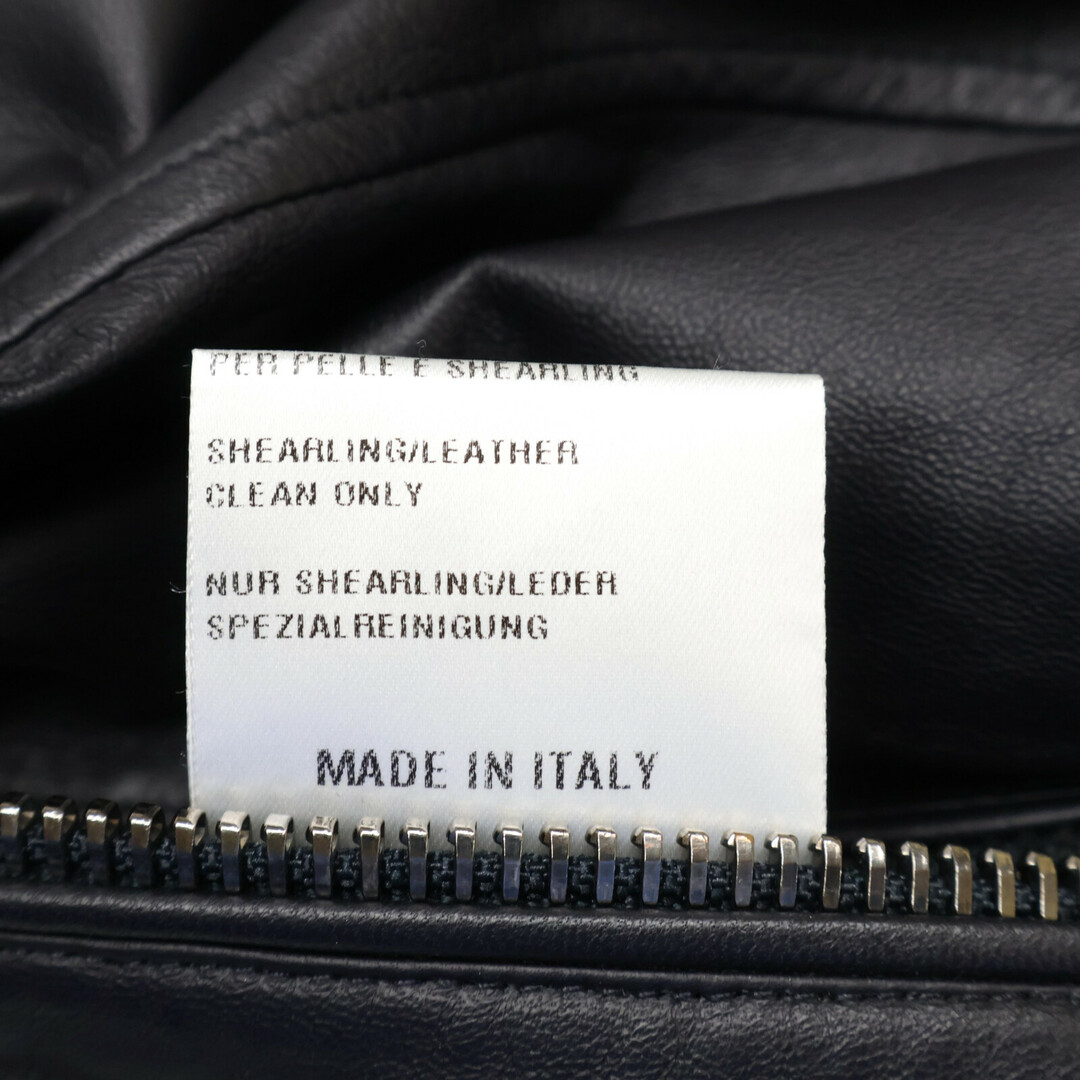 PER PELLE E SHEARLING
SHEARLING/LEATHER
CLEAN ONLY
NUR SHEARLING/LEDER
SPEZIALREINIGUNG
MADE IN ITALY